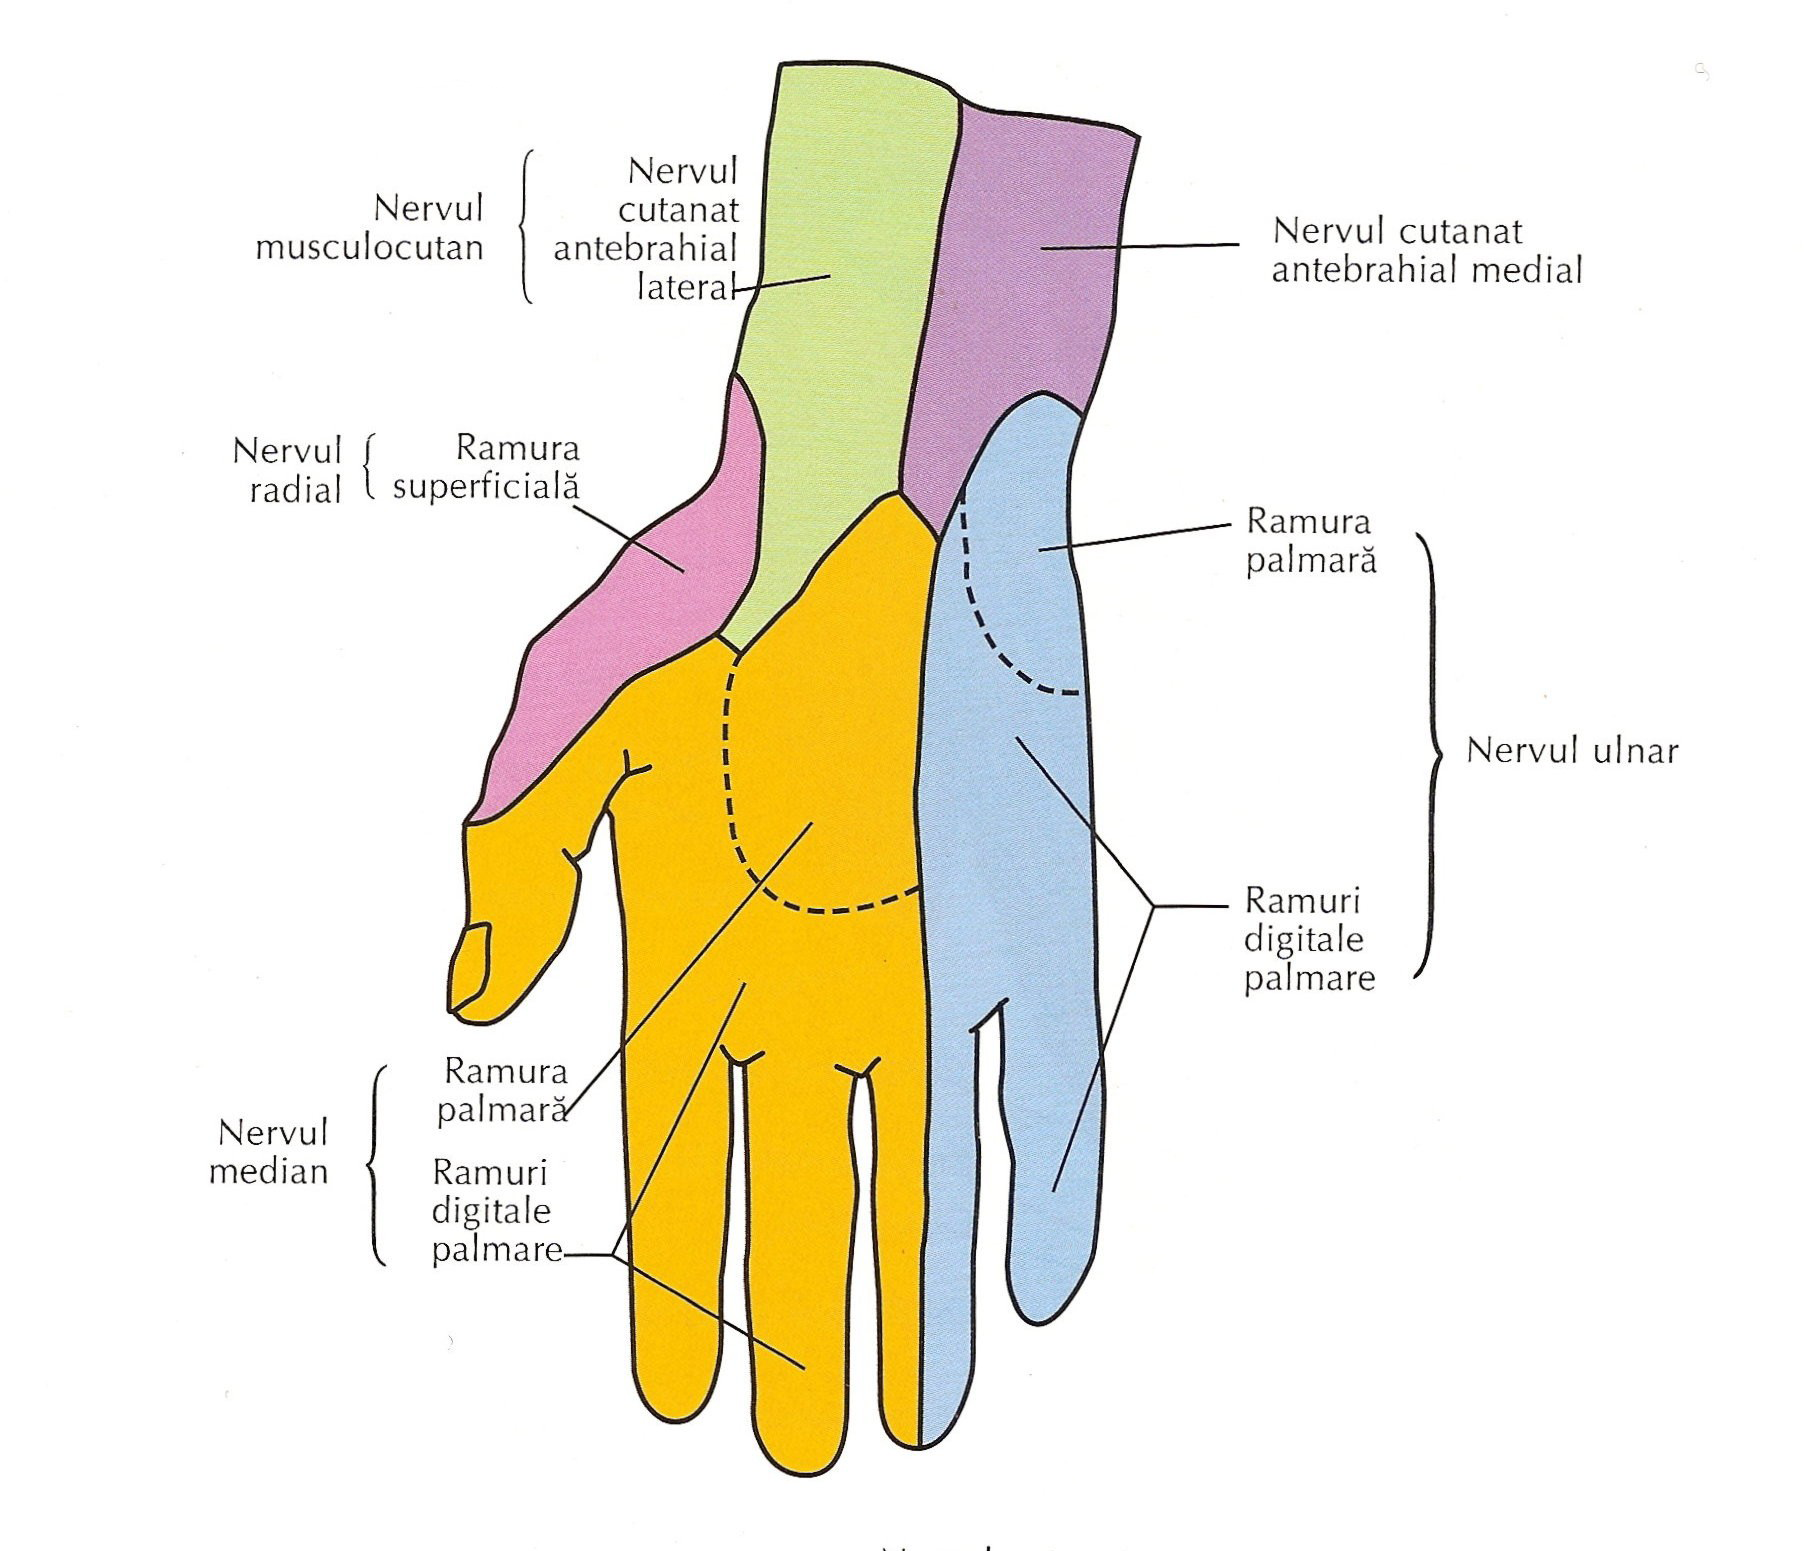 Nervul
musculocutan
Nervul
cutanat
antebrahial
lateral
Nervul cutanat
antebrahial medial
Nervul
radial
Ramura
superficială
Ramura
palmară
Nervul ulnar
Ramuri
digitale
palmare
Nervul
median
Ramura
palmară
Ramuri
digitale
palmare